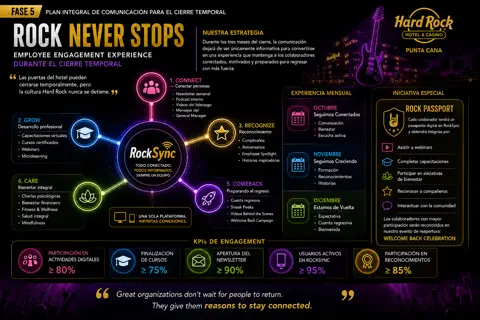 FASE 5
PLAN INTEGRAL DE COMUNICACIÓN PARA EL CIERRE TEMPORAL
ROCK NEVER STOPS
EMPLOYEE ENGAGEMENT EXPERIENCE
DURANTE EL CIERRE TEMPORAL
“ Las puertas del hotel pueden
cerrarse temporalmente, pero
la cultura Hard Rock nunca se detiene. ”
NUESTRA ESTRATEGIA
Durante los tres meses del cierre, la comunicación
dejará de ser únicamente informativa para convertirse
en una experiencia que mantenga a los colaboradores
conectados, motivados y preparados para regresar
con más fuerza.
Hard Rock
HOTEL & CASINO
PUNTA CANA
1. CONNECT
Conectar personas
• Newsletter semanal
• Podcast interno
• Videos del liderazgo
• Mensajes del
General Manager
2. GROW
Desarrollo profesional
• Capacitaciones virtuales
• Cursos certificados
• Webinars
• Microlearning
3. RECOGNIZE
Reconocimiento
• Cumpleaños
• Aniversarios
• Employee Spotlight
• Historias inspiradoras
RockSync
TODO CONECTADO.
TODOS INFORMADOS.
SIEMPRE UN EQUIPO.
4. CARE
Bienestar integral
• Charlas psicológicas
• Bienestar financiero
• Fitness & Wellness
• Salud integral
• Mindfulness
5. COMEBACK
Preparando el regreso
• Cuenta regresiva
• Sneak Peeks
• Videos Behind the Scenes
• Welcome Back Campaign
UNA SOLA PLATAFORMA.
INFINITAS CONEXIONES.
EXPERIENCIA MENSUAL
OCTUBRE
Seguimos Conectados
• Comunicación
• Bienestar
• Escucha activa
NOVIEMBRE
Seguimos Creciendo
• Formación
• Reconocimientos
• Historias
DICIEMBRE
Estamos de Vuelta
• Expectativa
• Cuenta regresiva
• Bienvenida
INICIATIVA ESPECIAL
ROCK PASSPORT
Cada colaborador tendrá un
pasaporte digital en RockSync
y obtendrá insignias por:
Asistir a webinars
Completar capacitaciones
Participar en iniciativas
de bienestar
Reconocer a compañeros
Interactuar con la comunidad
Los colaboradores con
mayor participación
serán reconocidos en
nuestro evento de reapertura:
WELCOME BACK CELEBRATION
KPIs DE ENGAGEMENT
PARTICIPACIÓN EN
ACTIVIDADES DIGITALES
≥ 80%
FINALIZACIÓN
DE CURSOS
≥ 75%
APERTURA DEL
NEWSLETTER
≥ 90%
USUARIOS ACTIVOS
EN ROCKSYNC
≥ 95%
PARTICIPACIÓN EN
RECONOCIMIENTOS
≥ 85%
“ Great organizations don't wait for people to return. ”
They give them reasons to stay connected.